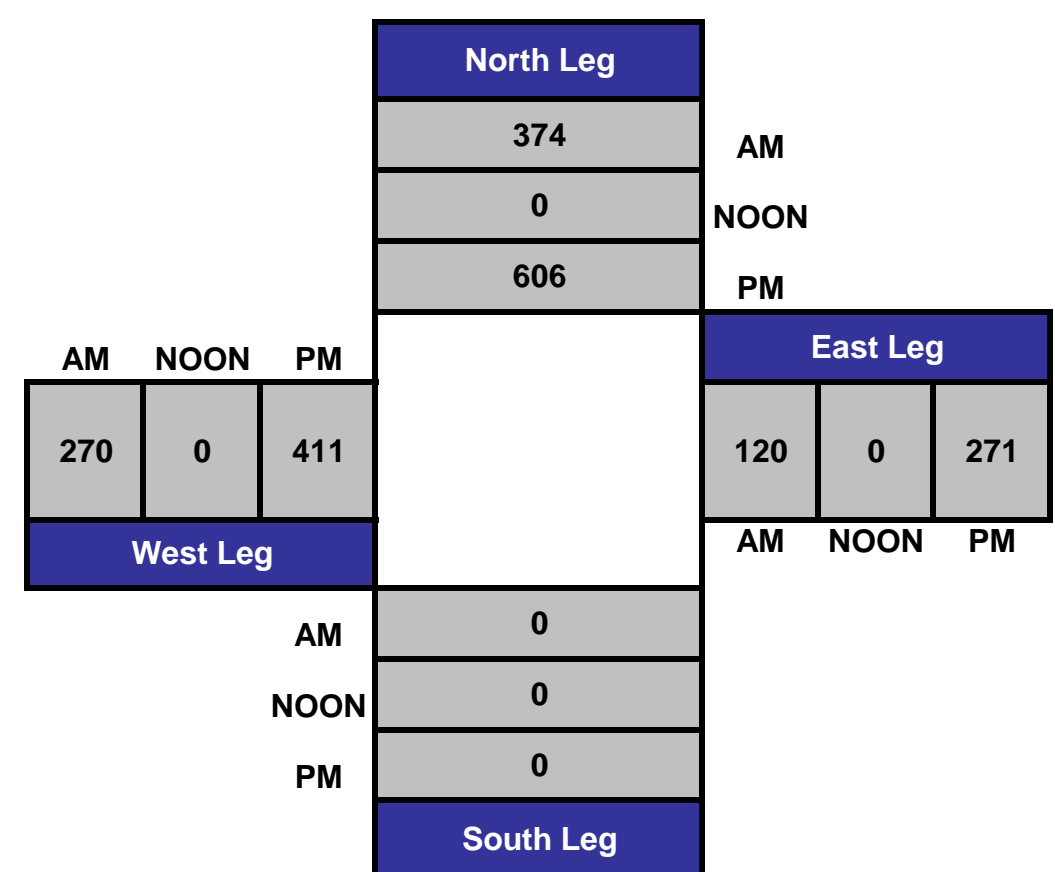 North Leg
374 AM
0 NOON
606 PM
East Leg
AM NOON PM
270 0 411
120 0 271
West Leg
AM NOON PM
AM 0
NOON 0
PM 0
South Leg